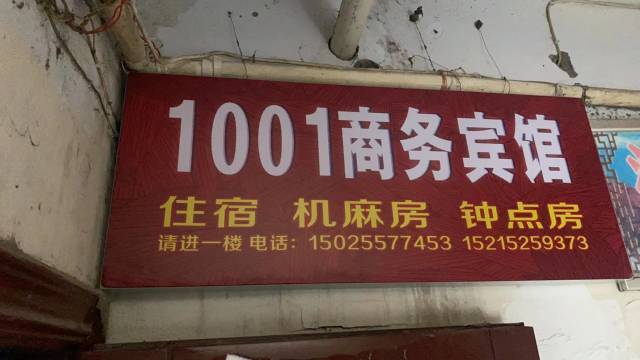 1001商务宾馆
住宿 机麻房 钟点房
请进一楼 电话：15025577453 15215259373